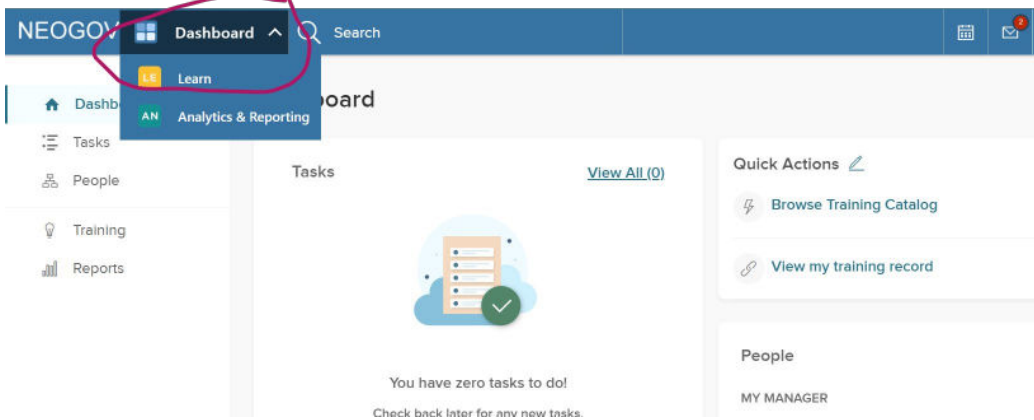 NEOGOV Dashboard Search 2
LE Learn
AN Analytics & Reporting
Dashb oard
Tasks
People
Training
Reports
Tasks View All (0)
You have zero tasks to do!
Check back later for any new tasks.
Quick Actions
Browse Training Catalog
View my training record
People
MY MANAGER